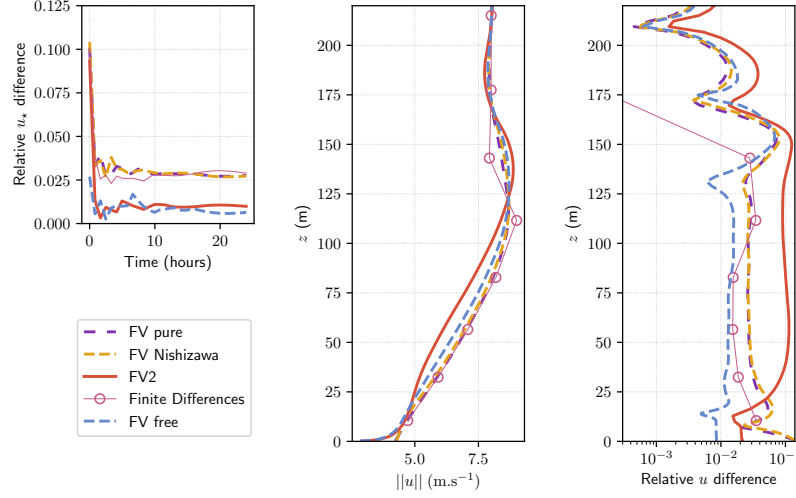 0.125
0.100
0.075
0.050
0.025
0.000
Relative u⋆ difference
0
10
20
Time (hours)
FV pure
FV Nishizawa
FV2
Finite Differences
FV free
200
175
150
125
100
75
50
25
0
z (m)
5.0
7.5
||u|| (m.s⁻¹)
200
175
150
125
100
75
50
25
0
z (m)
10⁻³
10⁻²
10⁻¹
Relative u difference